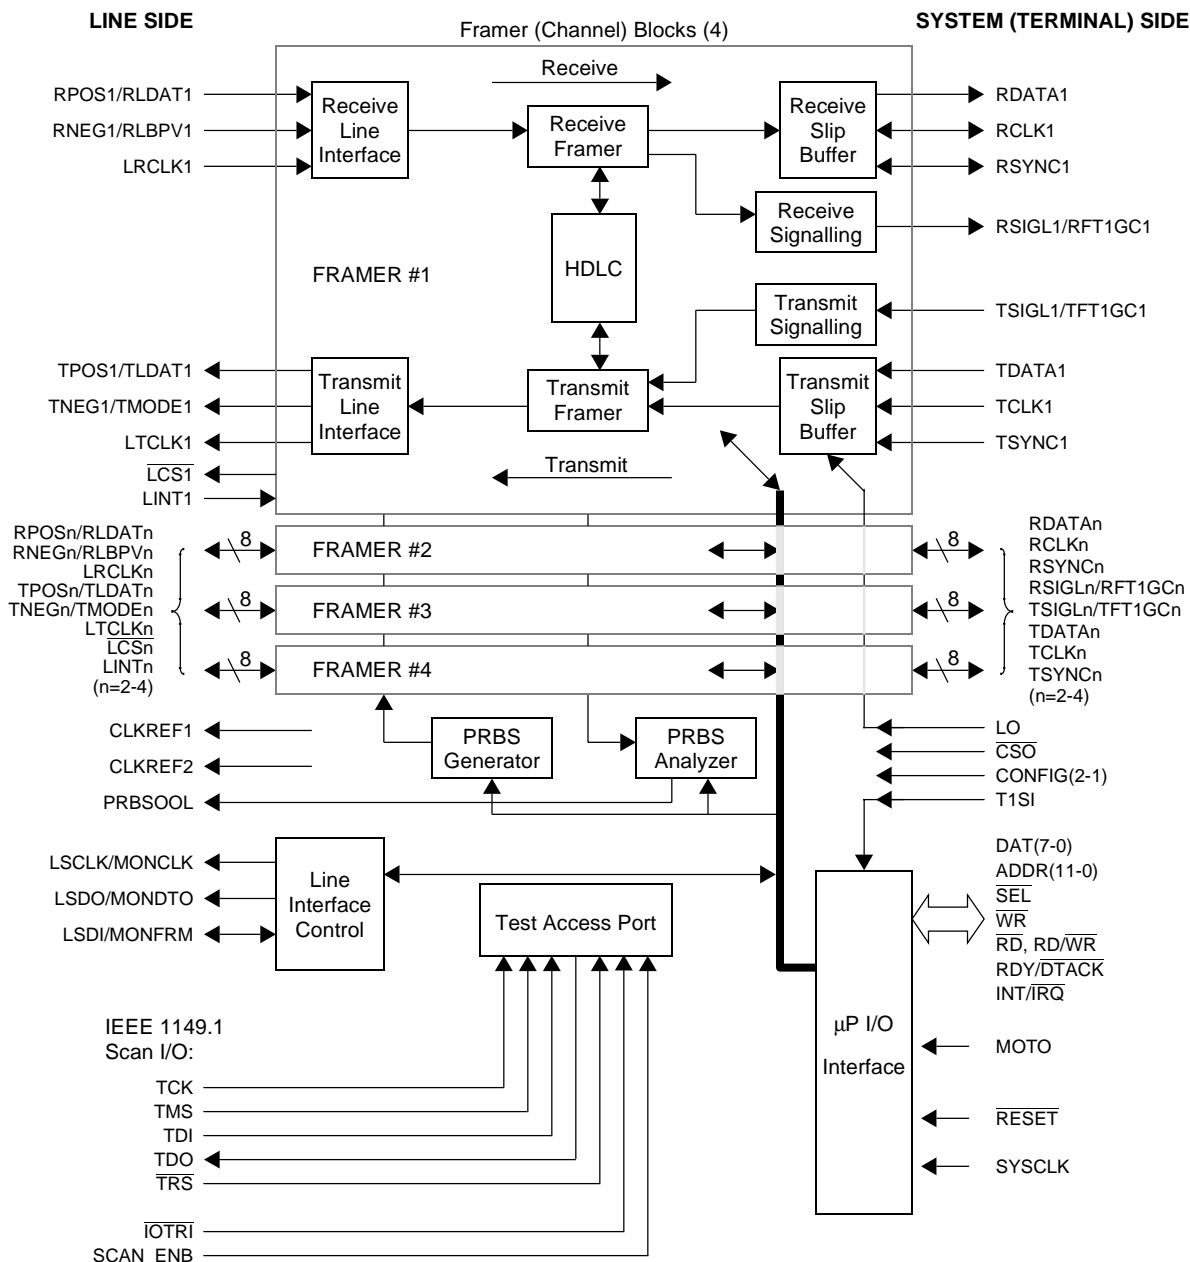 LINE SIDE
Framer (Channel) Blocks (4)
SYSTEM (TERMINAL) SIDE
Receive
RPOS1/RLDAT1
RNEG1/RLBPV1
LRCLK1
Receive
Line
Interface
Receive
Framer
Receive
Slip
Buffer
RDATA1
RCLK1
RSYNC1
Receive
Signalling
RSIGL1/RFT1GC1
HDLC
FRAMER #1
Transmit
Signalling
TSIGL1/TFT1GC1
TPOS1/TLDAT1
TNEG1/TMODE1
LTCLK1
LCS1
LINT1
Transmit
Line
Interface
Transmit
Framer
Transmit
Slip
Buffer
TDATA1
TCLK1
TSYNC1
Transmit
RPOSn/RLDATn
RNEGn/RLBPVn
LRCLKn
TPOSn/TLDATn
TNEGn/TMODEn
LTCLKn
LCSn
LINTn
(n=2-4)
8
FRAMER #2
8
8
FRAMER #3
8
8
FRAMER #4
8
RDATAn
RCLKn
RSYNCn
RSIGLn/RFT1GCn
TSIGLn/TFT1GCn
TDATAn
TCLKn
TSYNCn
(n=2-4)
CLKREF1
CLKREF2
PRBSOOL
PRBS
Generator
PRBS
Analyzer
LO
CSO
CONFIG(2-1)
T1SI
LSCLK/MONCLK
LSDO/MONDTO
LSDI/MONFRM
Line
Interface
Control
Test Access Port
DAT(7-0)
ADDR(11-0)
SEL
WR
RD, RD/WR
RDY/DTACK
INT/IRQ
μP I/O
Interface
MOTO
RESET
SYSCLK
IEEE 1149.1
Scan I/O:
TCK
TMS
TDI
TDO
TRS
IOTRI
SCAN_ENB